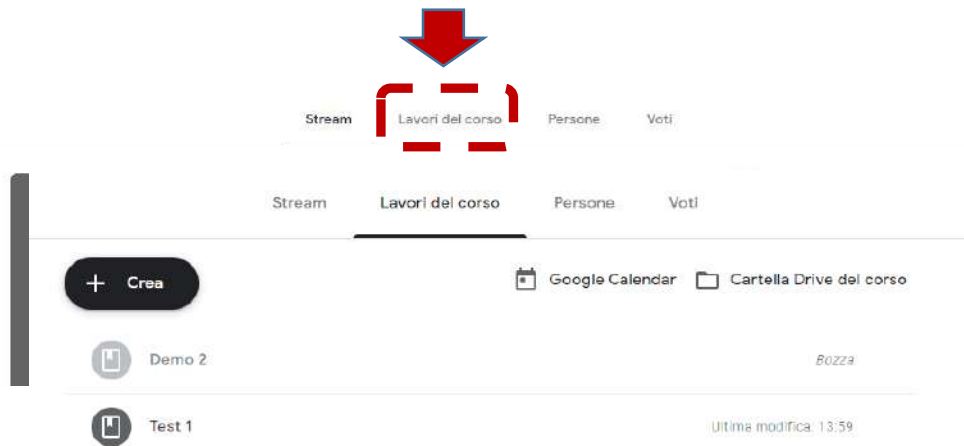 Stream Lavori del corso Persone Voti
Stream Lavori del corso Persone Voti
+ Crea Google Calendar Cartella Drive del corso
Demo 2 Bozza
Test 1 Ultima modifica: 13:59